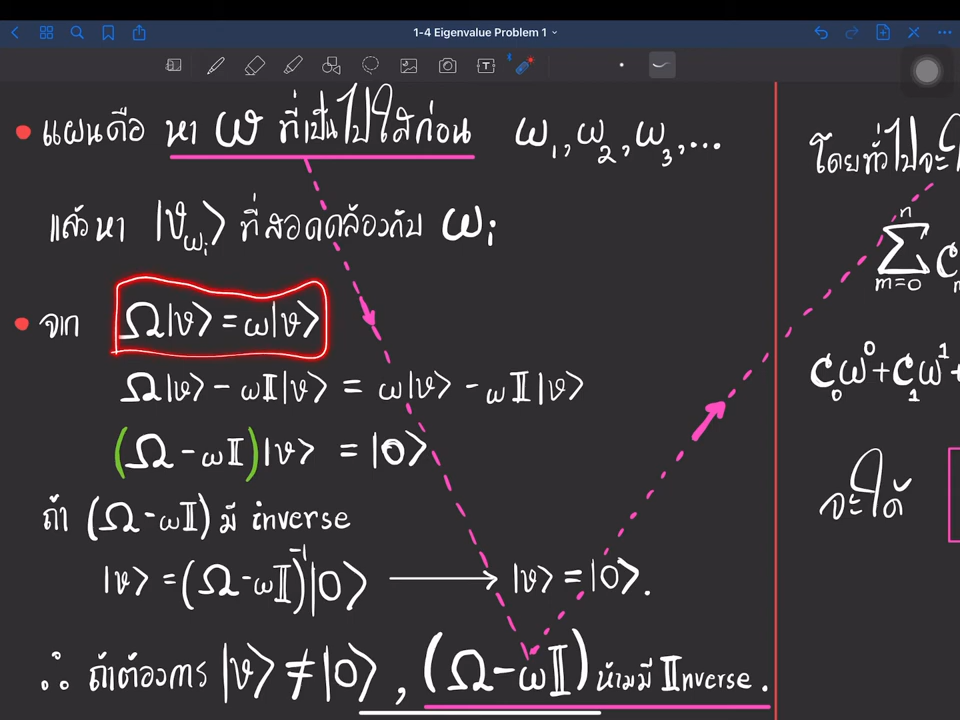 1-4 Eigenvalue Problem 1
แผนคือ หา ω ที่เป็นไปได้ก่อน ω₁, ω₂, ω₃, ...
แล้วหา |v_ωᵢ⟩ ที่สอดคล้องกับ ωᵢ
จาก Ω|v⟩ = ω|v⟩
Ω|v⟩ - ω𝕀|v⟩ = ω|v⟩ - ω𝕀|v⟩
(Ω - ω𝕀)|v⟩ = |0⟩
ถ้า (Ω - ω𝕀) มี inverse
|v⟩ = (Ω - ω𝕀)⁻¹|0⟩ ⟶ |v⟩ = |0⟩.
∴ ถ้าต้องการ |v⟩ ≠ |0⟩, (Ω - ω𝕀) ห้ามมี 𝕀nverse.
โดยทั่วไปจะ
n
∑ C
m=0
C₀ω⁰ + C₁ω¹ +
จะได้